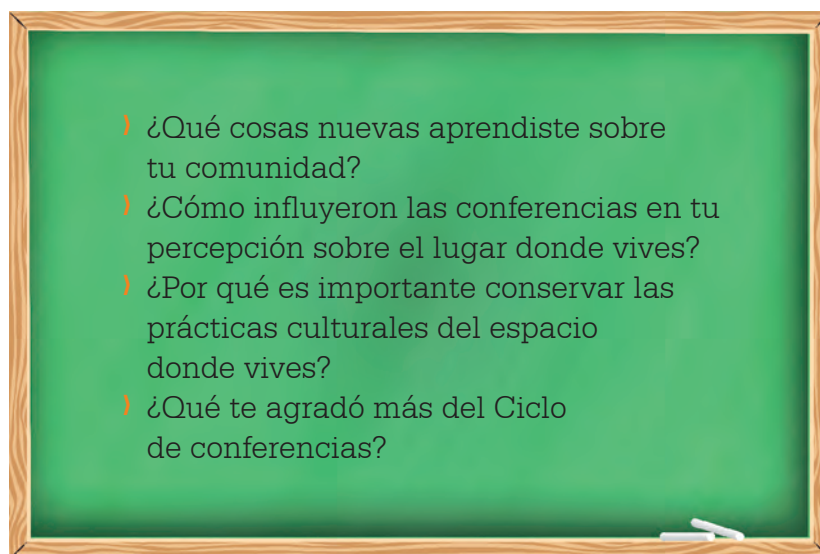 ¿Qué cosas nuevas aprendiste sobre
tu comunidad?
¿Cómo influyeron las conferencias en tu
percepción sobre el lugar donde vives?
¿Por qué es importante conservar las
prácticas culturales del espacio
donde vives?
¿Qué te agradó más del Ciclo
de conferencias?